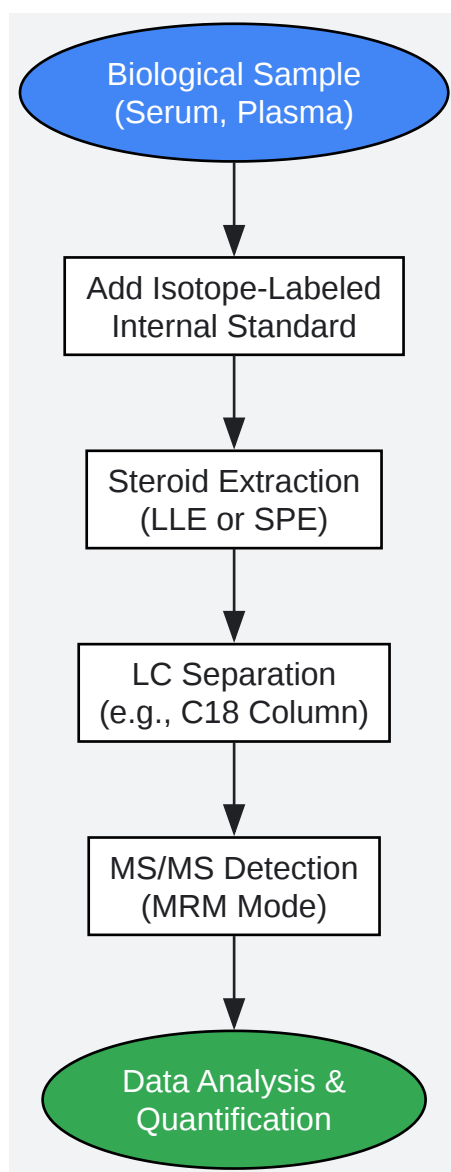 Biological Sample
(Serum, Plasma)
Add Isotope-Labeled
Internal Standard
Steroid Extraction
(LLE or SPE)
LC Separation
(e.g., C18 Column)
MS/MS Detection
(MRM Mode)
Data Analysis &
Quantification